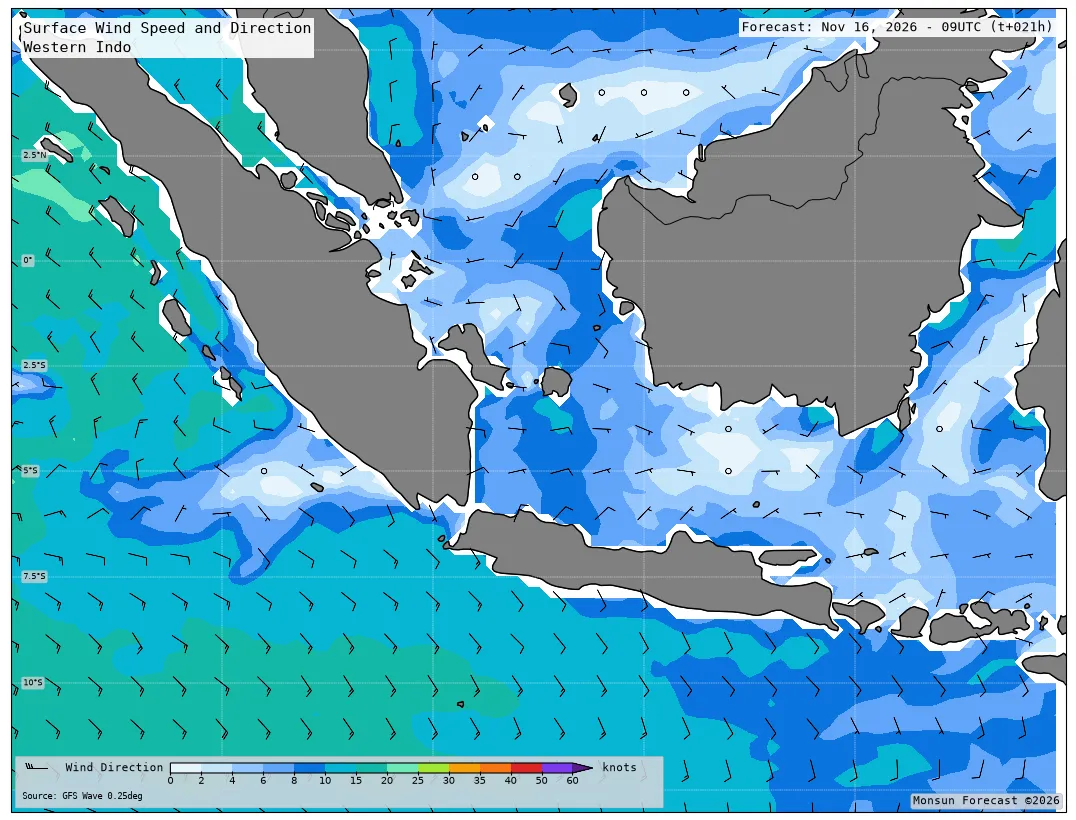 Surface Wind Speed and Direction
Western Indo
Forecast: Nov 16, 2026 - 09UTC (t+021h)
2.5°N
0°
2.5°S
5°S
7.5°S
10°S
Wind Direction
0 2 4 6 8 10 15 20 25 30 35 40 50 60
knots
Source: GFS Wave 0.25deg
Monsun Forecast ©2026